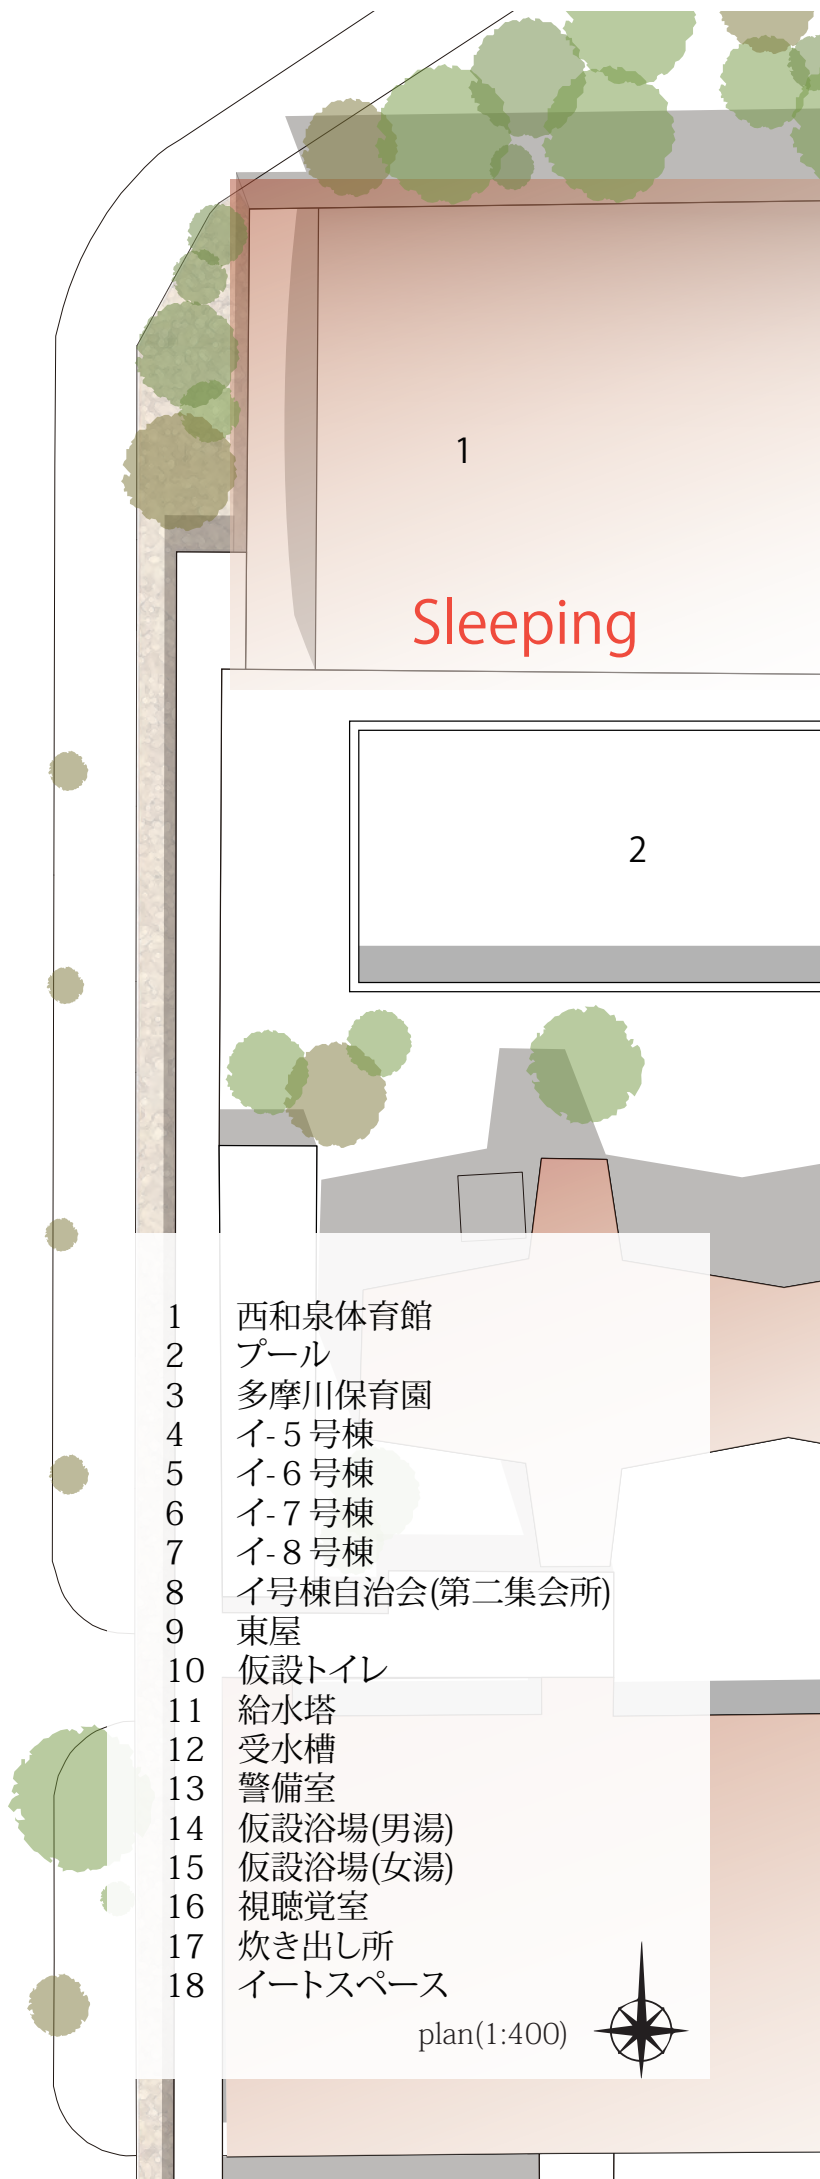 1
Sleeping
2
1 西和泉体育館
2 プール
3 多摩川保育園
4 イ-５号棟
5 イ-６号棟
6 イ-７号棟
7 イ-８号棟
8 イ号棟自治会(第二集会所)
9 東屋
10 仮設トイレ
11 給水塔
12 受水槽
13 警備室
14 仮設浴場(男湯)
15 仮設浴場(女湯)
16 視聴覚室
17 炊き出し所
18 イートスペース
plan(1:400)